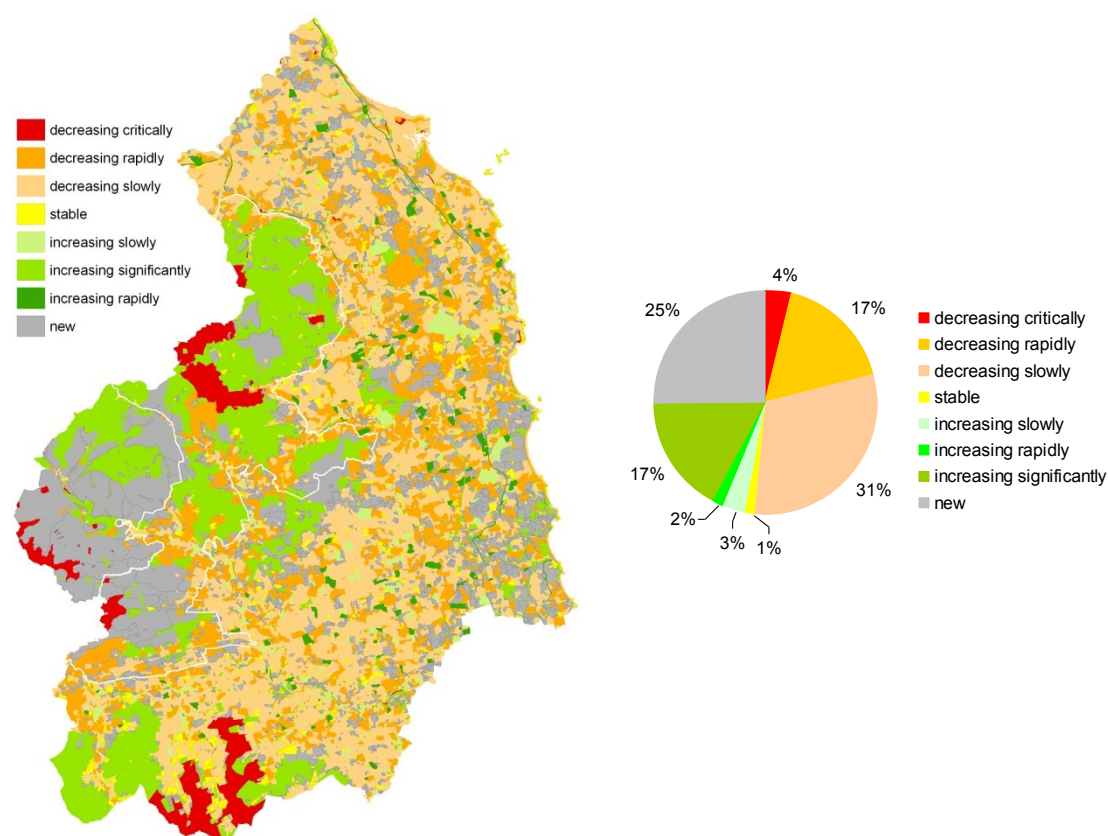 decreasing critically
decreasing rapidly
decreasing slowly
stable
increasing slowly
increasing significantly
increasing rapidly
new
4%
17%
31%
1%
3%
2%
17%
25%
decreasing critically
decreasing rapidly
decreasing slowly
stable
increasing slowly
increasing rapidly
increasing significantly
new